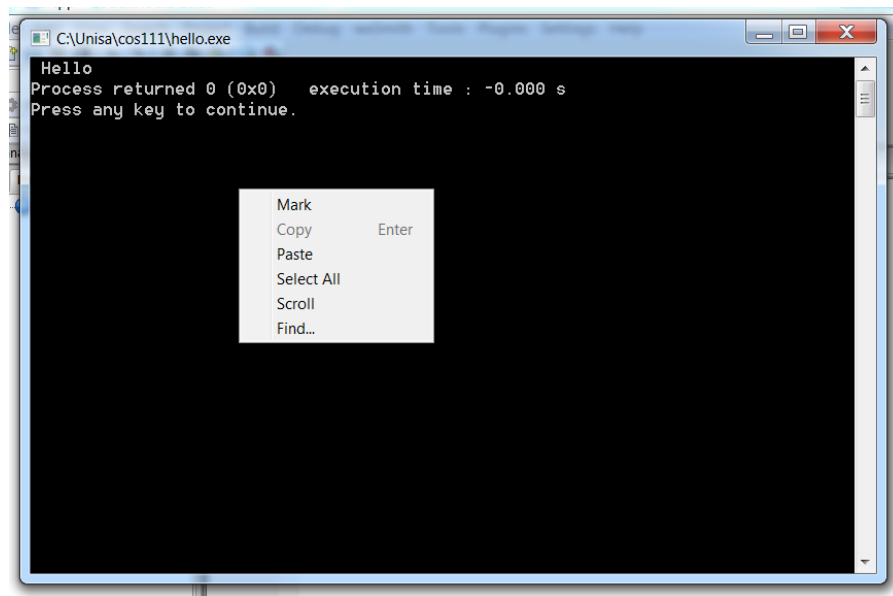 C:\Unisa\cos111\hello.exe
Hello
Process returned 0 (0x0)   execution time : -0.000 s
Press any key to continue.
Mark
Copy Enter
Paste
Select All
Scroll
Find...